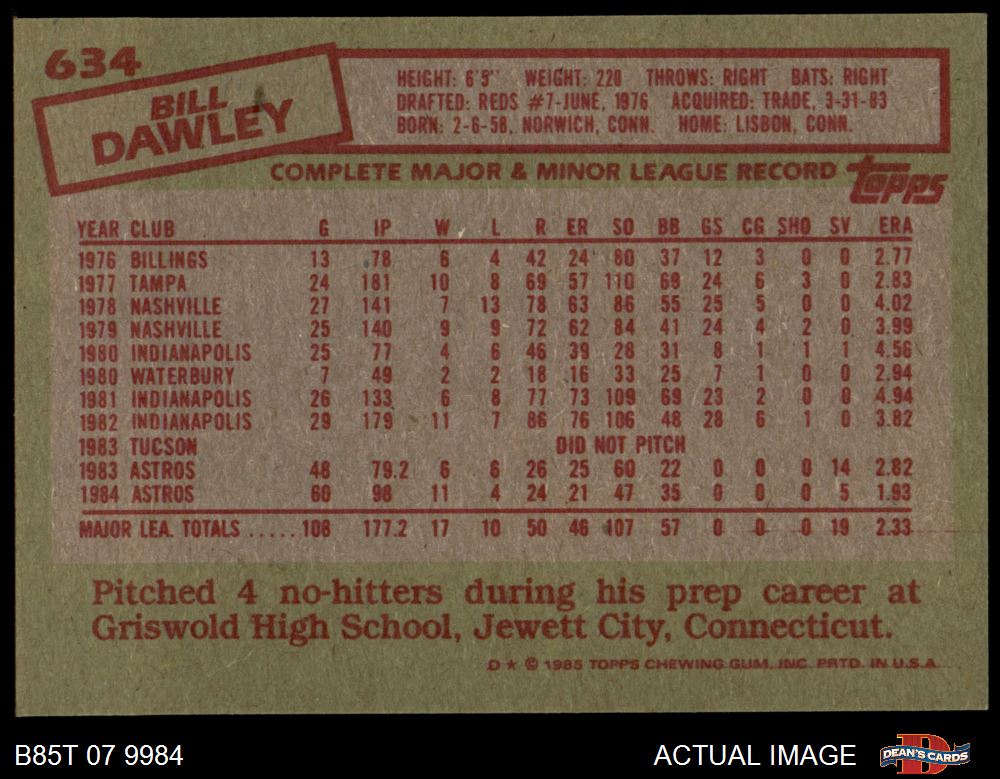 634
BILL
DAWLEY
HEIGHT: 6'5" WEIGHT: 220 THROWS: RIGHT BATS: RIGHT
DRAFTED: REDS #7-JUNE, 1976 ACQUIRED: TRADE, 3-31-83
BORN: 2-6-58, NORWICH, CONN. HOME: LISBON, CONN.
COMPLETE MAJOR & MINOR LEAGUE RECORD topps
YEAR CLUB G IP W L R ER SO BB GS CG SHO SV ERA
1976 BILLINGS 13 78 6 4 42 24 80 37 12 3 0 0 2.77
1977 TAMPA 24 181 10 8 69 57 110 69 24 6 3 0 2.83
1978 NASHVILLE 27 141 7 13 78 63 86 55 25 5 0 0 4.02
1979 NASHVILLE 25 140 9 9 72 62 84 41 24 4 2 0 3.99
1980 INDIANAPOLIS 25 77 4 6 46 39 28 31 8 1 1 1 4.56
1980 WATERBURY 7 49 2 2 18 16 33 25 7 1 0 0 2.94
1981 INDIANAPOLIS 26 133 6 8 77 73 109 69 23 2 0 0 4.94
1982 INDIANAPOLIS 29 179 11 7 86 76 106 48 28 6 1 0 3.82
1983 TUCSON DID NOT PITCH
1983 ASTROS 48 79.2 6 6 26 25 60 22 0 0 0 14 2.82
1984 ASTROS 60 98 11 4 24 21 47 35 0 0 0 5 1.93
MAJOR LEA. TOTALS ..... 108 177.2 17 10 50 46 107 57 0 0 0 19 2.33
Pitched 4 no-hitters during his prep career at
Griswold High School, Jewett City, Connecticut.
D ★ © 1985 TOPPS CHEWING GUM, INC. PRTD. IN U.S.A.
B85T 07 9984 ACTUAL IMAGE D DEAN'S CARDS